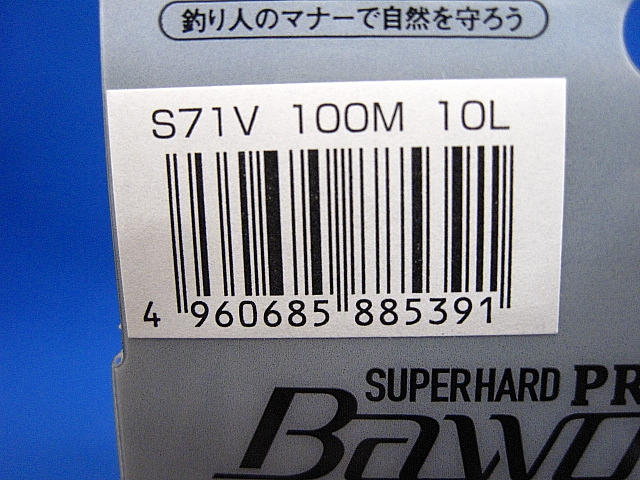 釣り人のマナーで自然を守ろう
S71V 100M 10L
4 960685 885391
SUPERHARD PR
Bawo